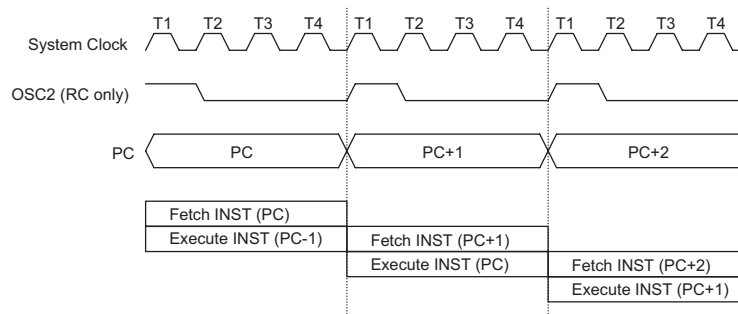 T1 T2 T3 T4 T1 T2 T3 T4 T1 T2 T3 T4
System Clock
OSC2 (RC only)
PC PC PC+1 PC+2
Fetch INST (PC)
Execute INST (PC-1) Fetch INST (PC+1)
Execute INST (PC) Fetch INST (PC+2)
Execute INST (PC+1)